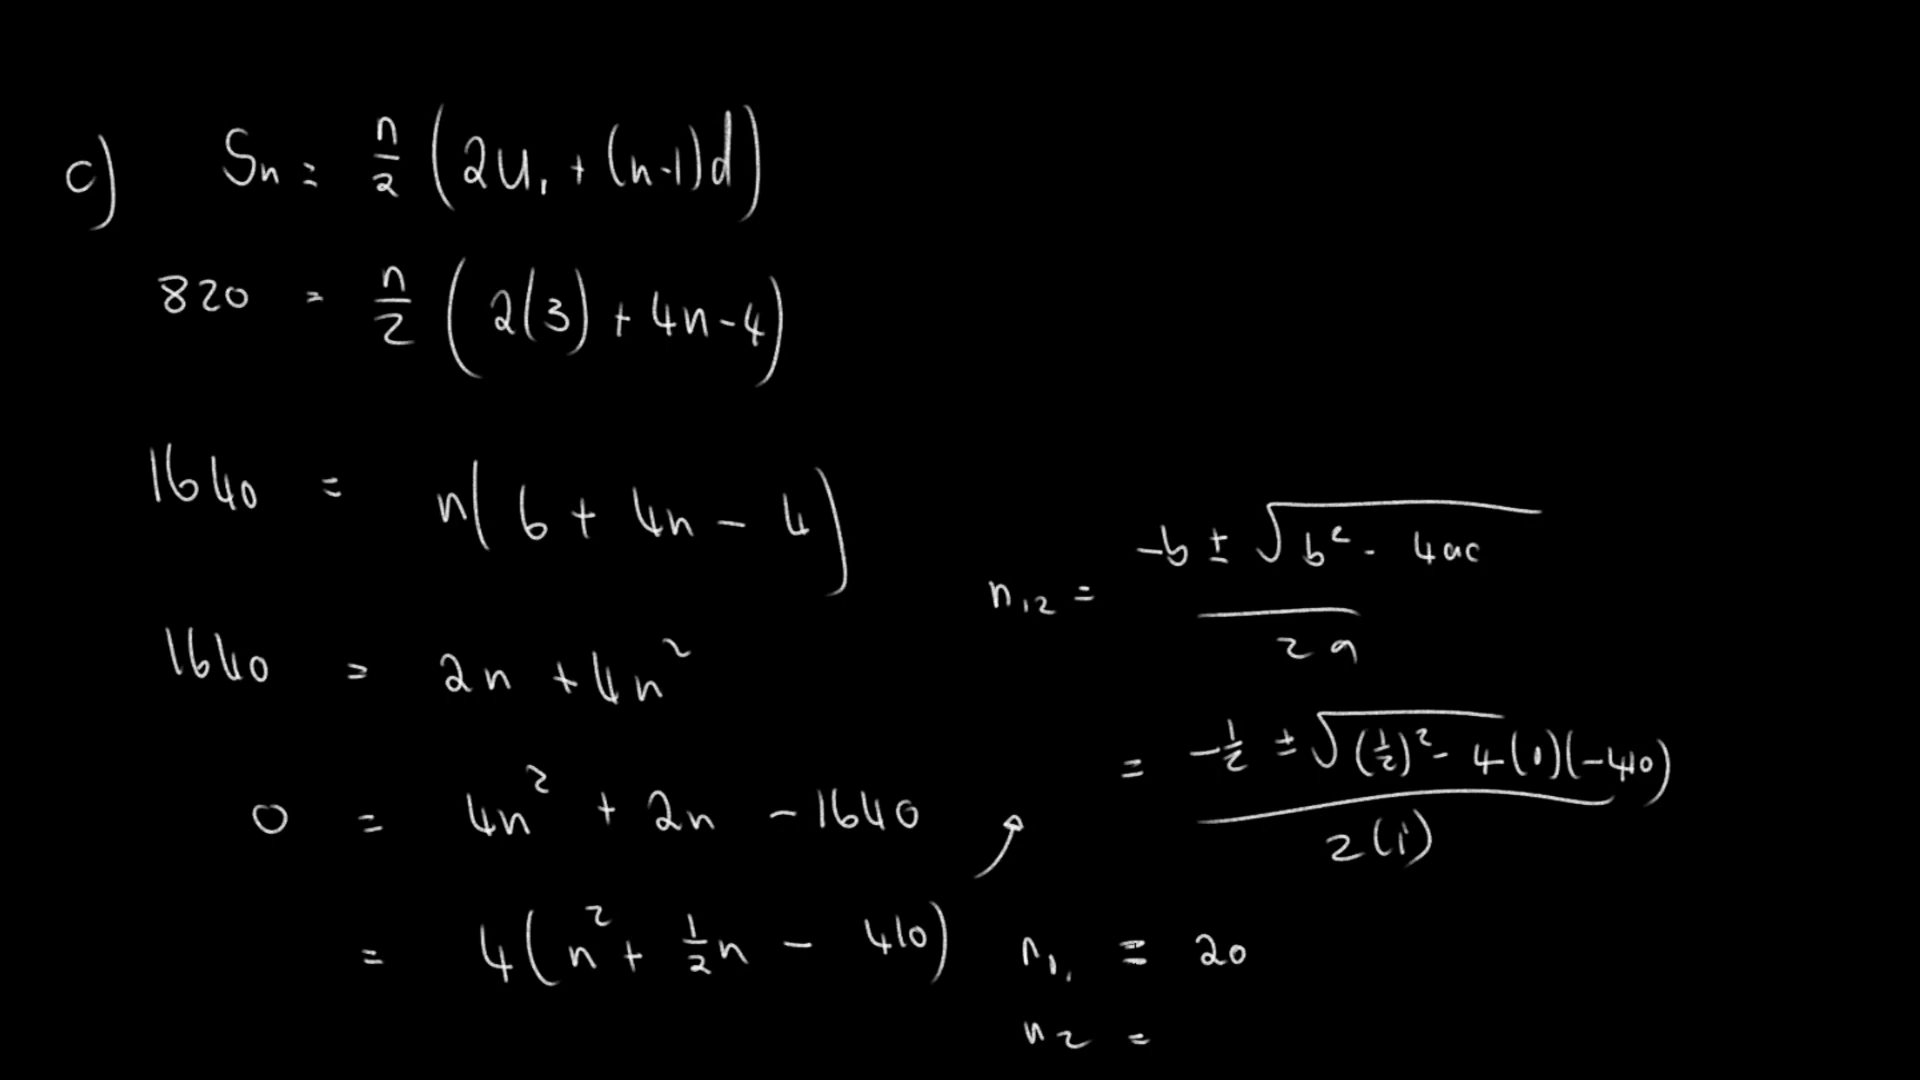 c) Sn = n/2 (2u₁ + (n-1)d)
820 = n/2 (2(3) + 4n-4)
1640 = n(6 + 4n - 4)
1640 = 2n + 4n²
0 = 4n² + 2n - 1640
= 4(n² + 1/2 n - 410)
n₁₂ = -b ± √b² - 4ac
2a
= -1/2 ± √(1/2)² - 4(1)(-410)
2(1)
n₁, = 20
n₂ =